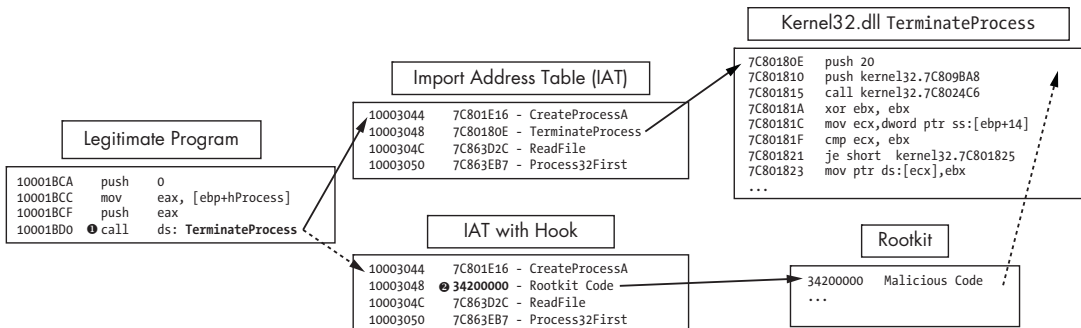 Kernel32.dll TerminateProcess
7C80180E push 20
7C801810 push kernel32.7C809BA8
7C801815 call kernel32.7C8024C6
7C80181A xor ebx, ebx
7C80181C mov ecx,dword ptr ss:[ebp+14]
7C80181F cmp ecx, ebx
7C801821 je short kernel32.7C801825
7C801823 mov ptr ds:[ecx],ebx
...
Import Address Table (IAT)
10003044 7C801E16 - CreateProcessA
10003048 7C80180E - TerminateProcess
1000304C 7C863D2C - ReadFile
10003050 7C863EB7 - Process32First
Legitimate Program
10001BCA push 0
10001BCC mov eax, [ebp+hProcess]
10001BCF push eax
10001BD0 ❶ call ds: TerminateProcess
IAT with Hook
10003044 7C801E16 - CreateProcessA
10003048 ❷ 34200000 - Rootkit Code
1000304C 7C863D2C - ReadFile
10003050 7C863EB7 - Process32First
Rootkit
34200000 Malicious Code
...